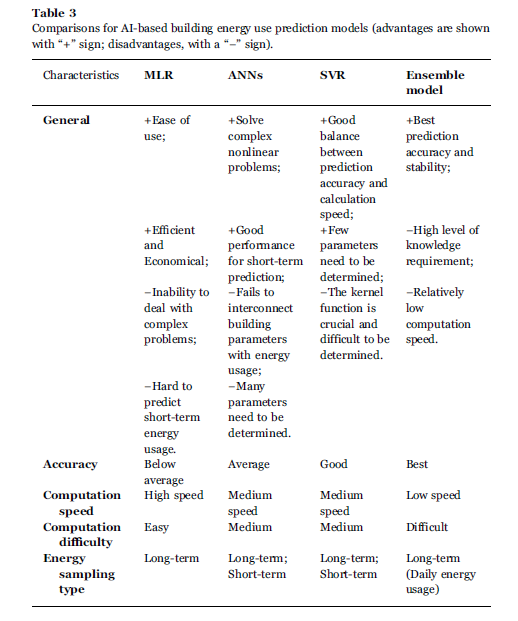 Table 3
Comparisons for AI-based building energy use prediction models (advantages are shown
with “+” sign; disadvantages, with a “−” sign).
Characteristics MLR ANNs SVR Ensemble
model
General +Ease of +Solve +Good +Best
use; complex balance prediction
nonlinear between accuracy and
problems; prediction stability;
accuracy and
calculation
speed;
+Efficient +Good +Few −High level of
and performance parameters knowledge
Economical; for short-term need to be requirement;
prediction; determined;
−Inability to −Fails to −The kernel −Relatively
deal with interconnect function is low
complex building crucial and computation
problems; parameters difficult to be speed.
with energy determined.
usage;
−Hard to −Many
predict parameters
short-term need to be
energy determined.
usage.
Accuracy Below Average Good Best
average
Computation High speed Medium Medium Low speed
speed speed speed
Computation Easy Medium Medium Difficult
difficulty
Energy Long-term Long-term; Long-term; Long-term
sampling Short-term Short-term (Daily energy
type usage)